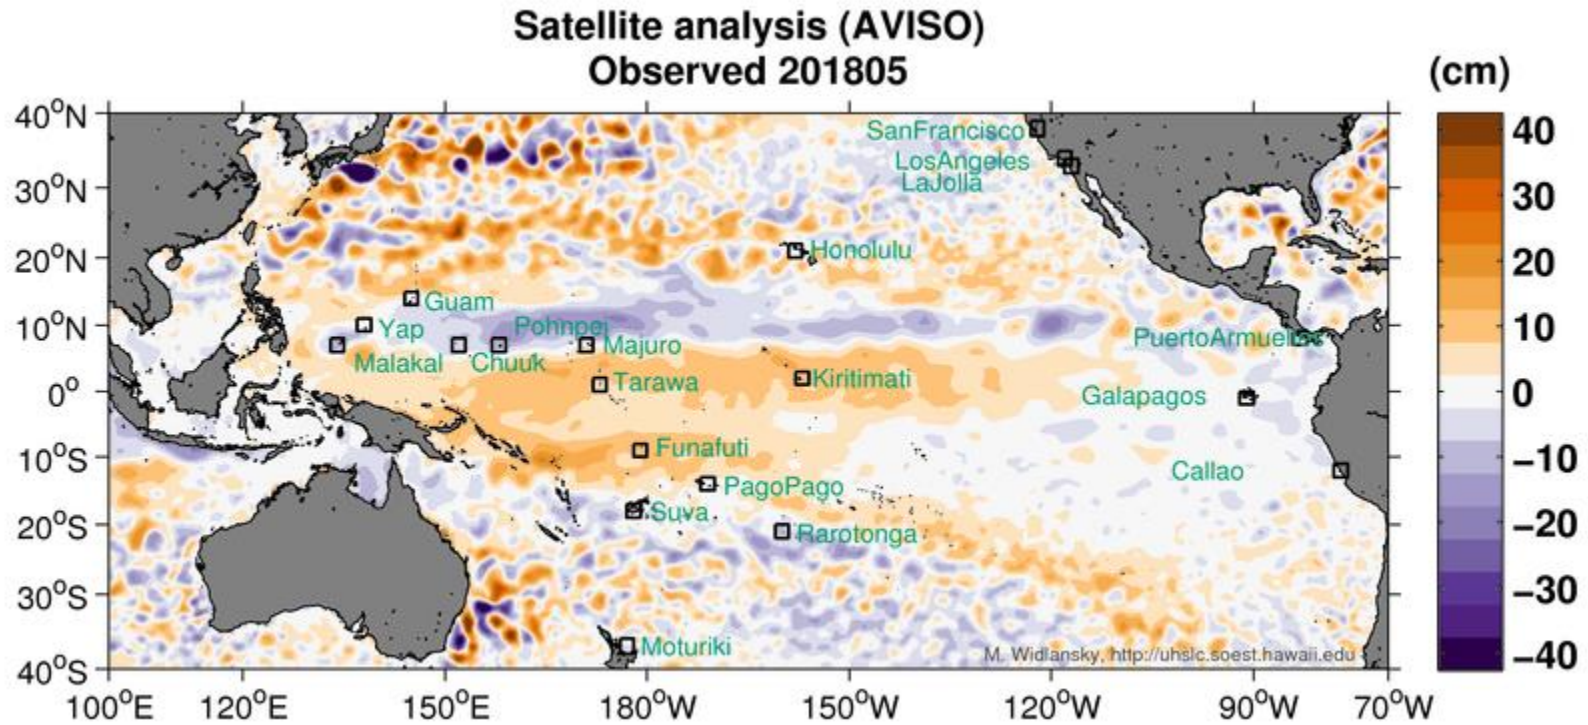 Satellite analysis (AVISO)
Observed 201805
(cm)
40°N
30°N
20°N
10°N
0°
10°S
20°S
30°S
40°S
100°E 120°E 150°E 180°W 150°W 120°W 90°W 70°W
40
30
20
10
0
−10
−20
−30
−40
SanFrancisco
LosAngeles
LaJolla
Honolulu
Guam
Yap
Pohnpei
PuertoArmuelles
Malakal
Chuuk
Majuro
Tarawa
Kiritimati
Galapagos
Funafuti
Callao
PagoPago
Suva
Rarotonga
Moturiki
M. Widlansky, http://uhslc.soest.hawaii.edu